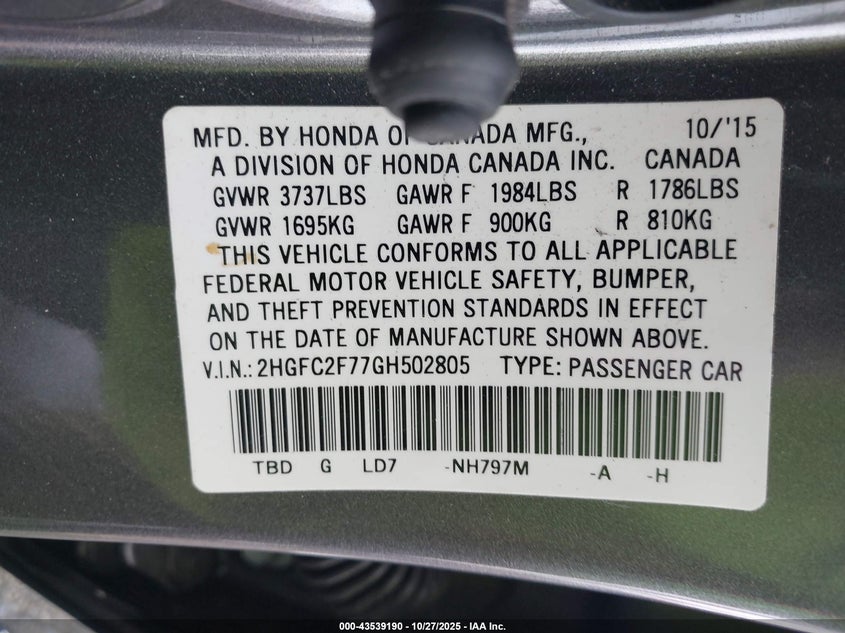 MFD. BY HONDA OF CANADA MFG., 10/'15
A DIVISION OF HONDA CANADA INC. CANADA
GVWR 3737LBS GAWR F 1984LBS R 1786LBS
GVWR 1695KG GAWR F 900KG R 810KG
THIS VEHICLE CONFORMS TO ALL APPLICABLE
FEDERAL MOTOR VEHICLE SAFETY, BUMPER,
AND THEFT PREVENTION STANDARDS IN EFFECT
ON THE DATE OF MANUFACTURE SHOWN ABOVE.
V.I.N.: 2HGFC2F77GH502805 TYPE: PASSENGER CAR
TBD G LD7 -NH797M -A -H
000-43539190 - 10/27/2025 - IAA Inc.